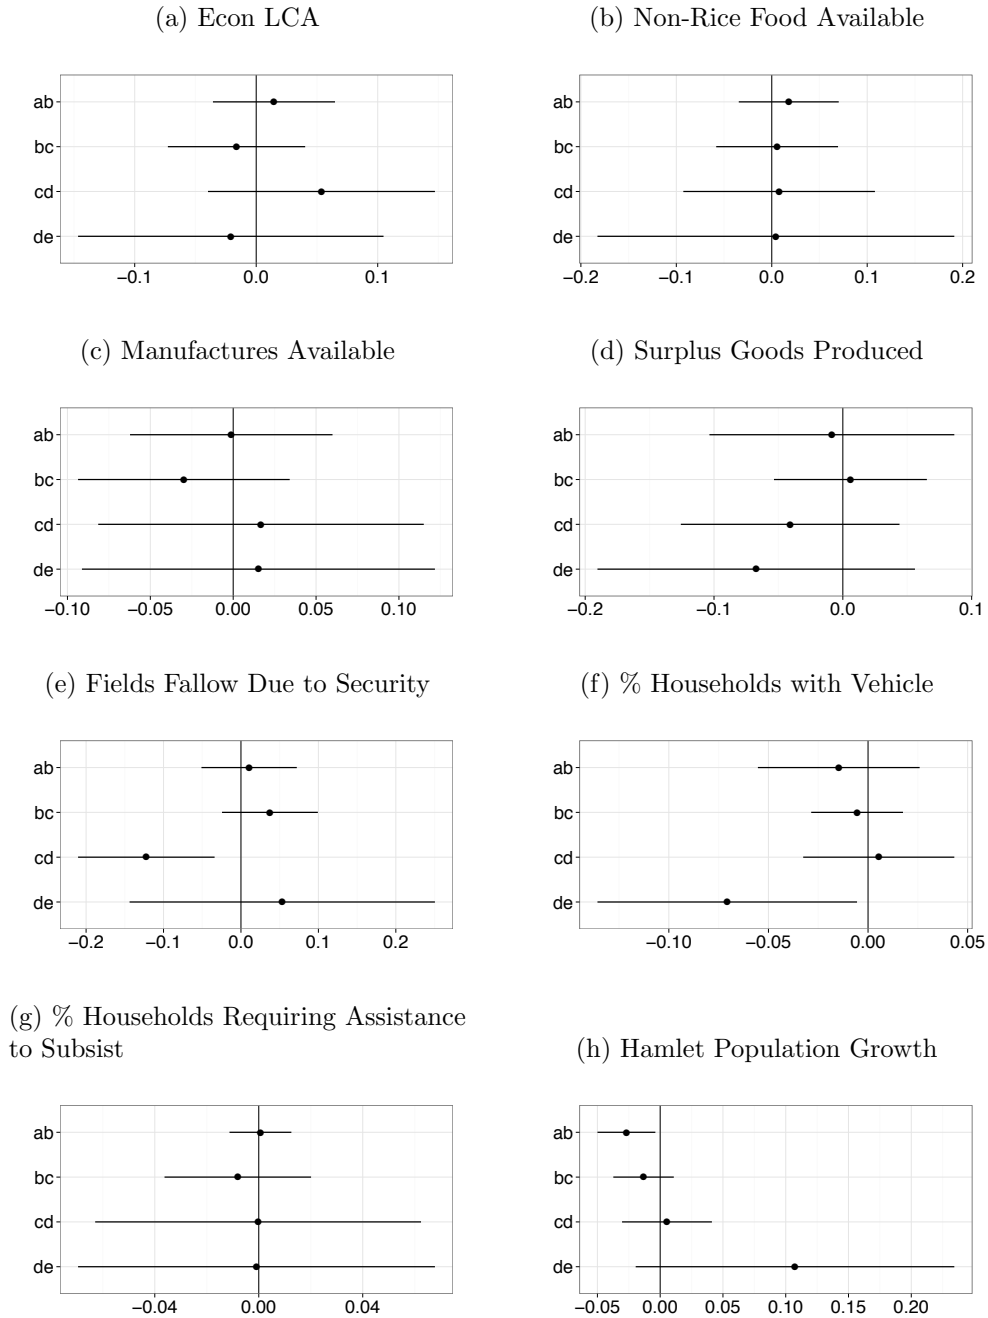 (a) Econ LCA
(b) Non-Rice Food Available
ab
bc
cd
de
−0.1 0.0 0.1
ab
bc
cd
de
−0.2 −0.1 0.0 0.1 0.2
(c) Manufactures Available
(d) Surplus Goods Produced
ab
bc
cd
de
−0.10 −0.05 0.00 0.05 0.10
ab
bc
cd
de
−0.2 −0.1 0.0 0.1
(e) Fields Fallow Due to Security
(f) % Households with Vehicle
ab
bc
cd
de
−0.2 −0.1 0.0 0.1 0.2
ab
bc
cd
de
−0.10 −0.05 0.00 0.05
(g) % Households Requiring Assistance
to Subsist
(h) Hamlet Population Growth
ab
bc
cd
de
−0.04 0.00 0.04
ab
bc
cd
de
−0.05 0.00 0.05 0.10 0.15 0.20